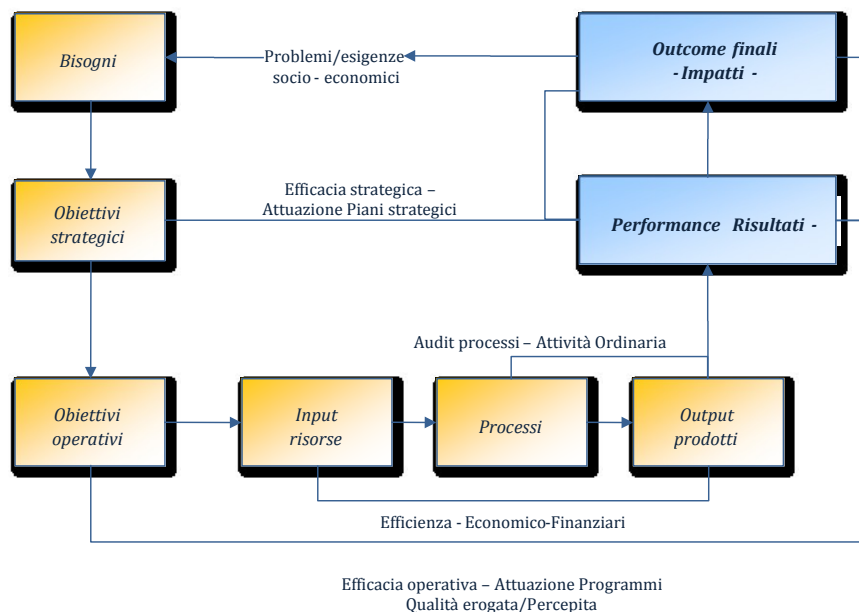 Bisogni
Problemi/esigenze
socio - economici
Outcome finali
- Impatti -
Efficacia strategica –
Attuazione Piani strategici
Obiettivi
strategici
Performance Risultati -
Audit processi – Attività Ordinaria
Obiettivi
operativi
Input
risorse
Processi
Output
prodotti
Efficienza - Economico-Finanziari
Efficacia operativa – Attuazione Programmi
Qualità erogata/Percepita